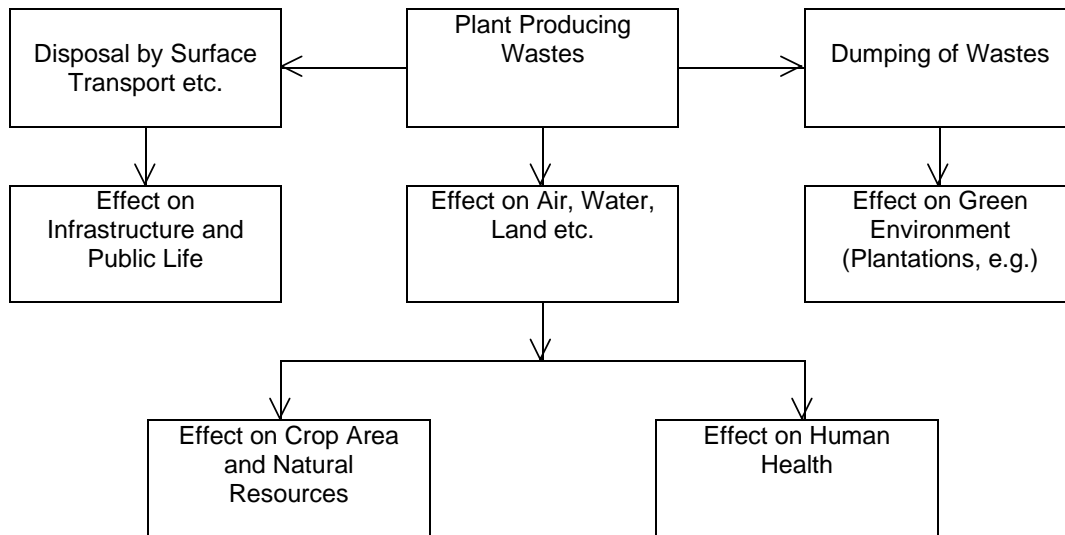 Disposal by Surface
Transport etc.
Plant Producing
Wastes
Dumping of Wastes
Effect on
Infrastructure and
Public Life
Effect on Air, Water,
Land etc.
Effect on Green
Environment
(Plantations, e.g.)
Effect on Crop Area
and Natural
Resources
Effect on Human
Health